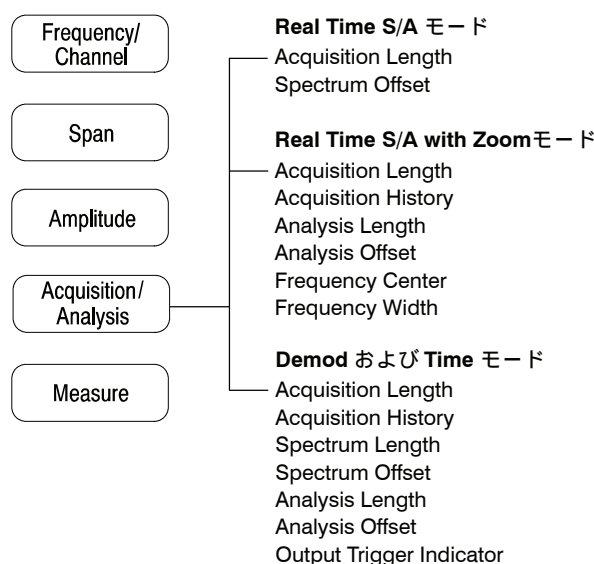 Frequency/
Channel
Span
Amplitude
Acquisition/
Analysis
Measure
Real Time S/A モード
Acquisition Length
Spectrum Offset
Real Time S/A with Zoomモード
Acquisition Length
Acquisition History
Analysis Length
Analysis Offset
Frequency Center
Frequency Width
Demod および Time モード
Acquisition Length
Acquisition History
Spectrum Length
Spectrum Offset
Analysis Length
Analysis Offset
Output Trigger Indicator